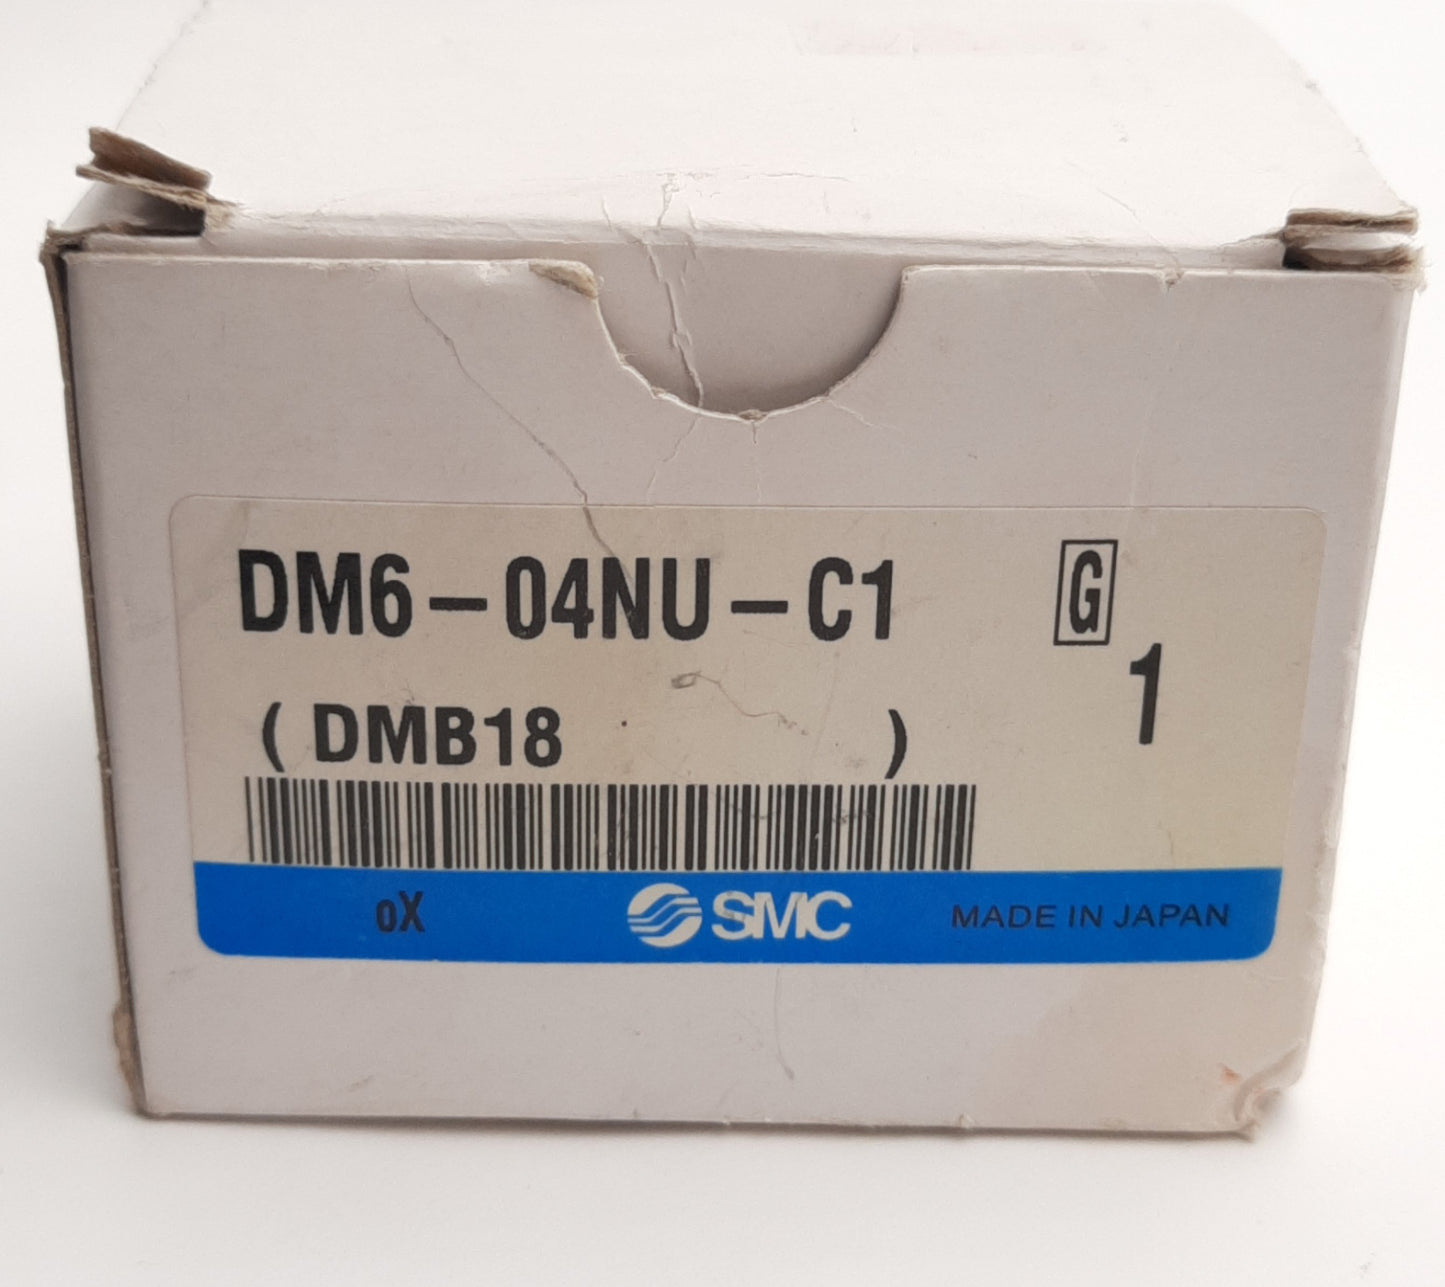 DM6-04NU-C1 G
1
(DMB18 )
oX SMC MADE IN JAPAN